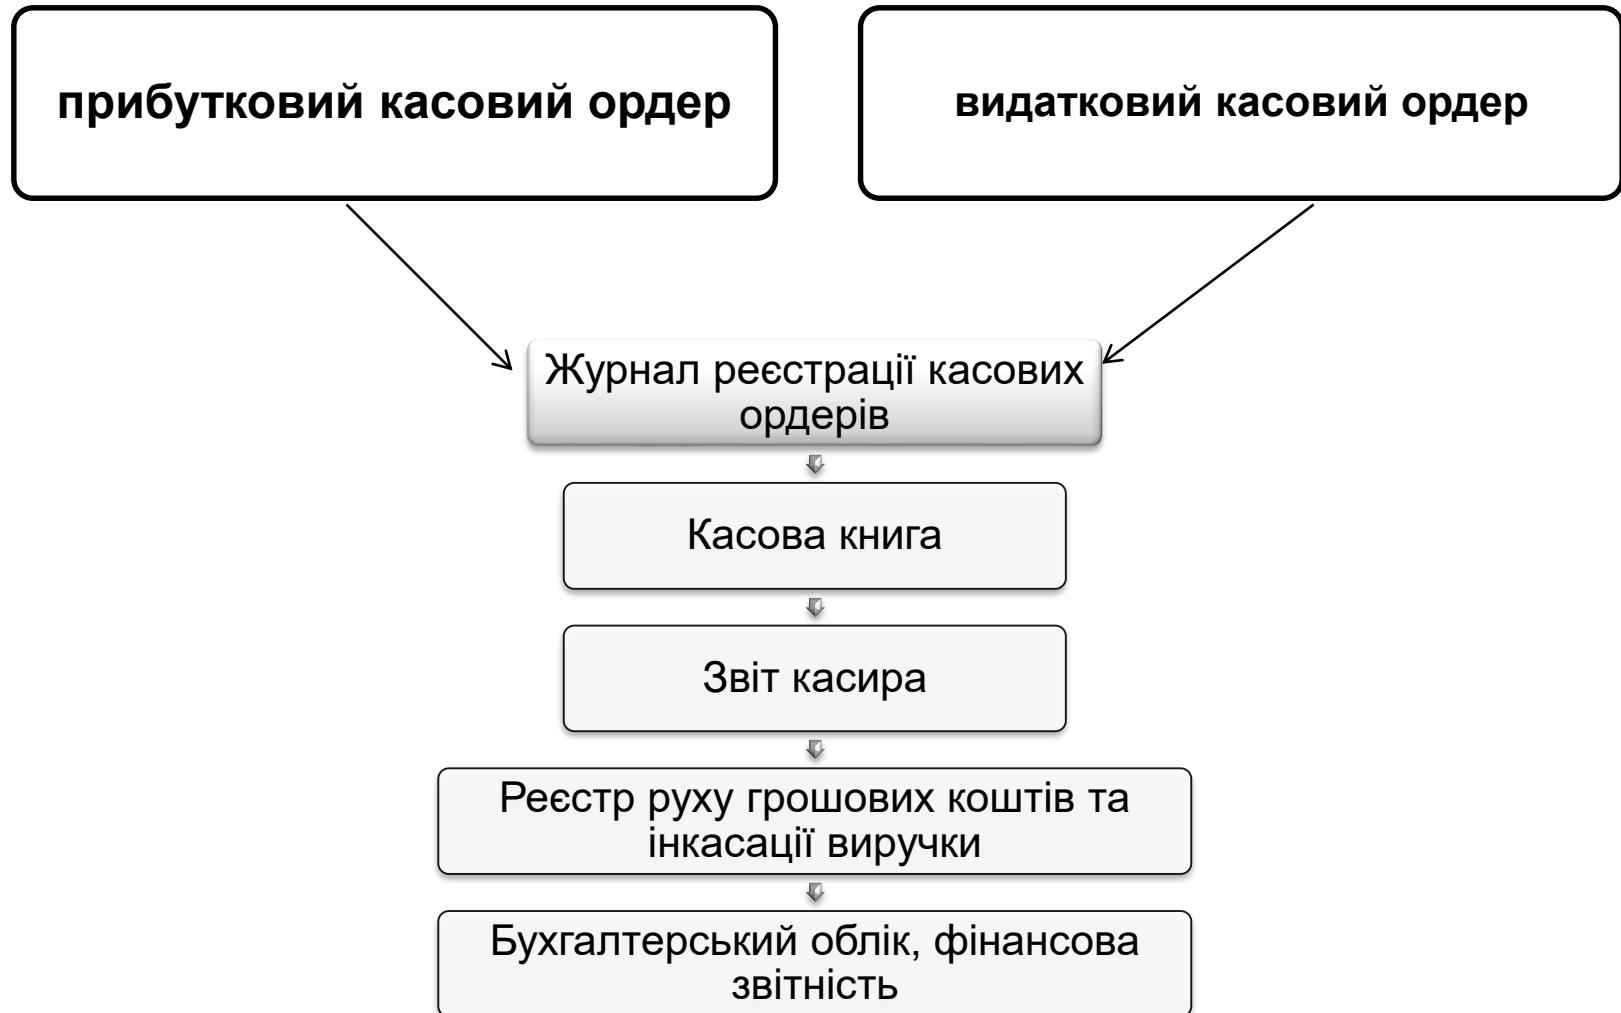 прибутковий касовий ордер
видатковий касовий ордер
Журнал реєстрації касових
ордерів
Касова книга
Звіт касира
Реєстр руху грошових коштів та
інкасації виручки
Бухгалтерський облік, фінансова
звітність